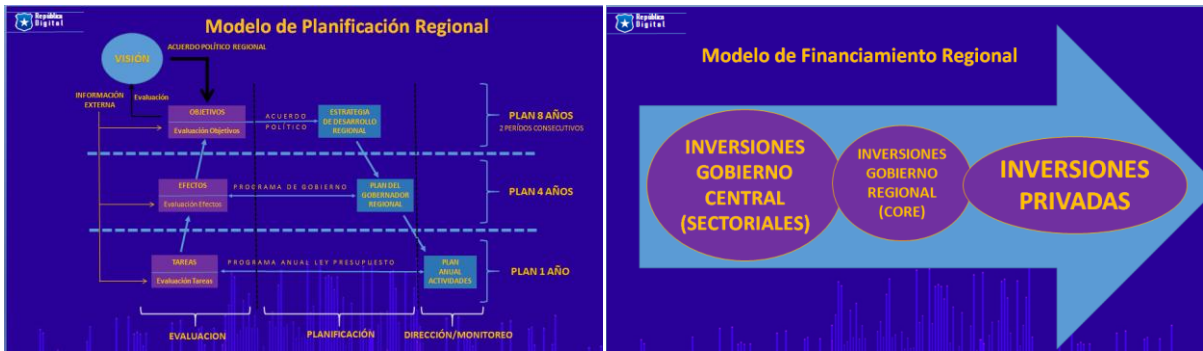 República
Digital
Modelo de Planificación Regional
ACUERDO POLÍTICO REGIONAL
VISIÓN
INFORMACIÓN
EXTERNA
Evaluación
OBJETIVOS
Evaluación Objetivos
ACUERDO
POLÍTICO
ESTRATEGIA
DE DESARROLLO
REGIONAL
PLAN 8 AÑOS
2 PERÍDOS CONSECUTIVOS
EFECTOS
Evaluación Efectos
PROGRAMA DE GOBIERNO
PLAN DEL
GOBERNADOR
REGIONAL
PLAN 4 AÑOS
TAREAS
Evaluación Tareas
PROGRAMA ANUAL LEY PRESUPUESTO
PLAN
ANUAL
ACTIVIDADES
PLAN 1 AÑO
EVALUACION
PLANIFICACIÓN
DIRECCIÓN/MONITOREO
República
Digital
Modelo de Financiamiento Regional
INVERSIONES
GOBIERNO
CENTRAL
(SECTORIALES)
INVERSIONES
GOBIERNO
REGIONAL
(CORE)
INVERSIONES
PRIVADAS